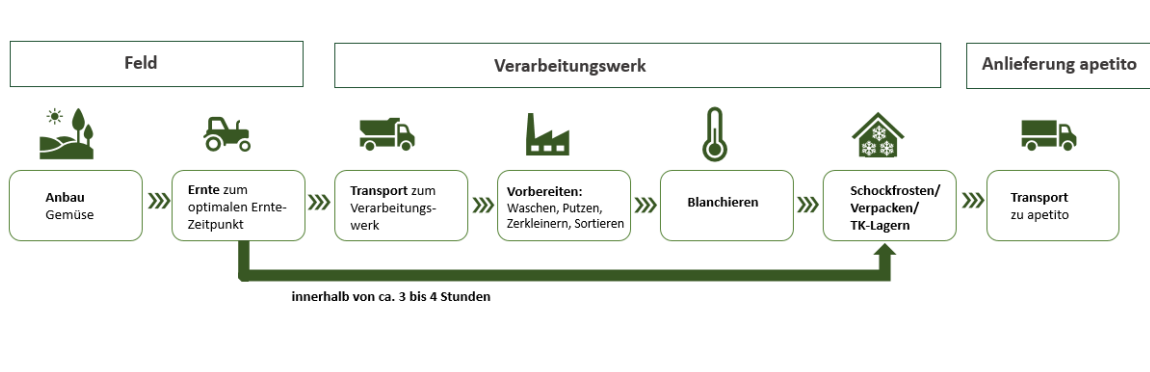 Feld
Verarbeitungswerk
Anlieferung apetito
Anbau
Gemüse
Ernte zum
optimalen Ernte-
Zeitpunkt
Transport zum
Verarbeitungs-
werk
Vorbereiten:
Waschen, Putzen,
Zerkleinern, Sortieren
Blanchieren
Schockfrosten/
Verpacken/
TK-Lagern
Transport
zu apetito
innerhalb von ca. 3 bis 4 Stunden